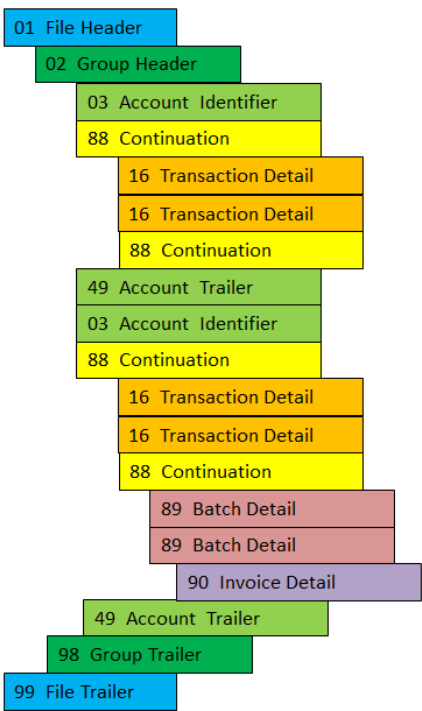 01 File Header
02 Group Header
03 Account Identifier
88 Continuation
16 Transaction Detail
16 Transaction Detail
88 Continuation
49 Account Trailer
03 Account Identifier
88 Continuation
16 Transaction Detail
16 Transaction Detail
88 Continuation
89 Batch Detail
89 Batch Detail
90 Invoice Detail
49 Account Trailer
98 Group Trailer
99 File Trailer